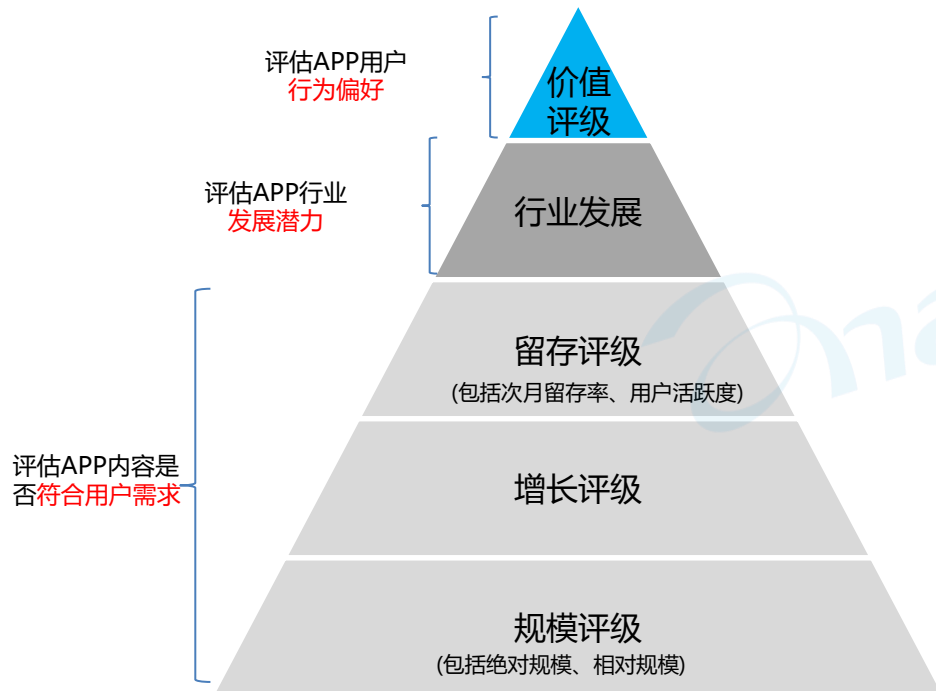 评估APP用户
行为偏好
价值
评级
评估APP行业
发展潜力
行业发展
留存评级
(包括次月留存率、用户活跃度)
评估APP内容是
否符合用户需求
增长评级
规模评级
(包括绝对规模、相对规模)